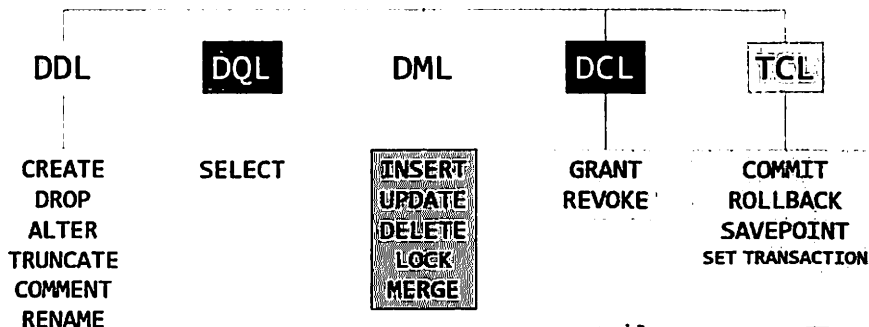 DDL DQL DML DCL TCL
CREATE SELECT INSERT GRANT COMMIT
DROP UPDATE REVOKE ROLLBACK
ALTER DELETE SAVEPOINT
TRUNCATE LOCK SET TRANSACTION
COMMENT MERGE
RENAME